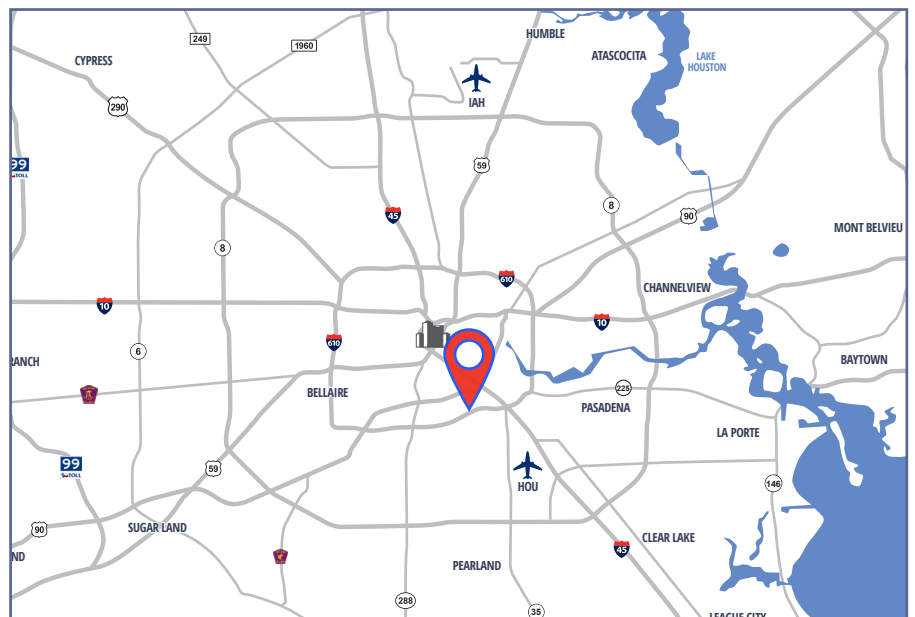 HUMBLE
249
1960
ATASCOCITA
CYPRESS
LAKE
HOUSTON
IAH
290
59
99
TOLL
8
45
90
MONT BELVIEU
8
610
CHANNELVIEW
10
10
610
6
RANCH
BAYTOWN
225
BELLAIRE
PASADENA
LA PORTE
99
TOLL
59
HOU
146
90
SUGAR LAND
CLEAR LAKE
45
ND
PEARLAND
288
35
LEAGUE CITY